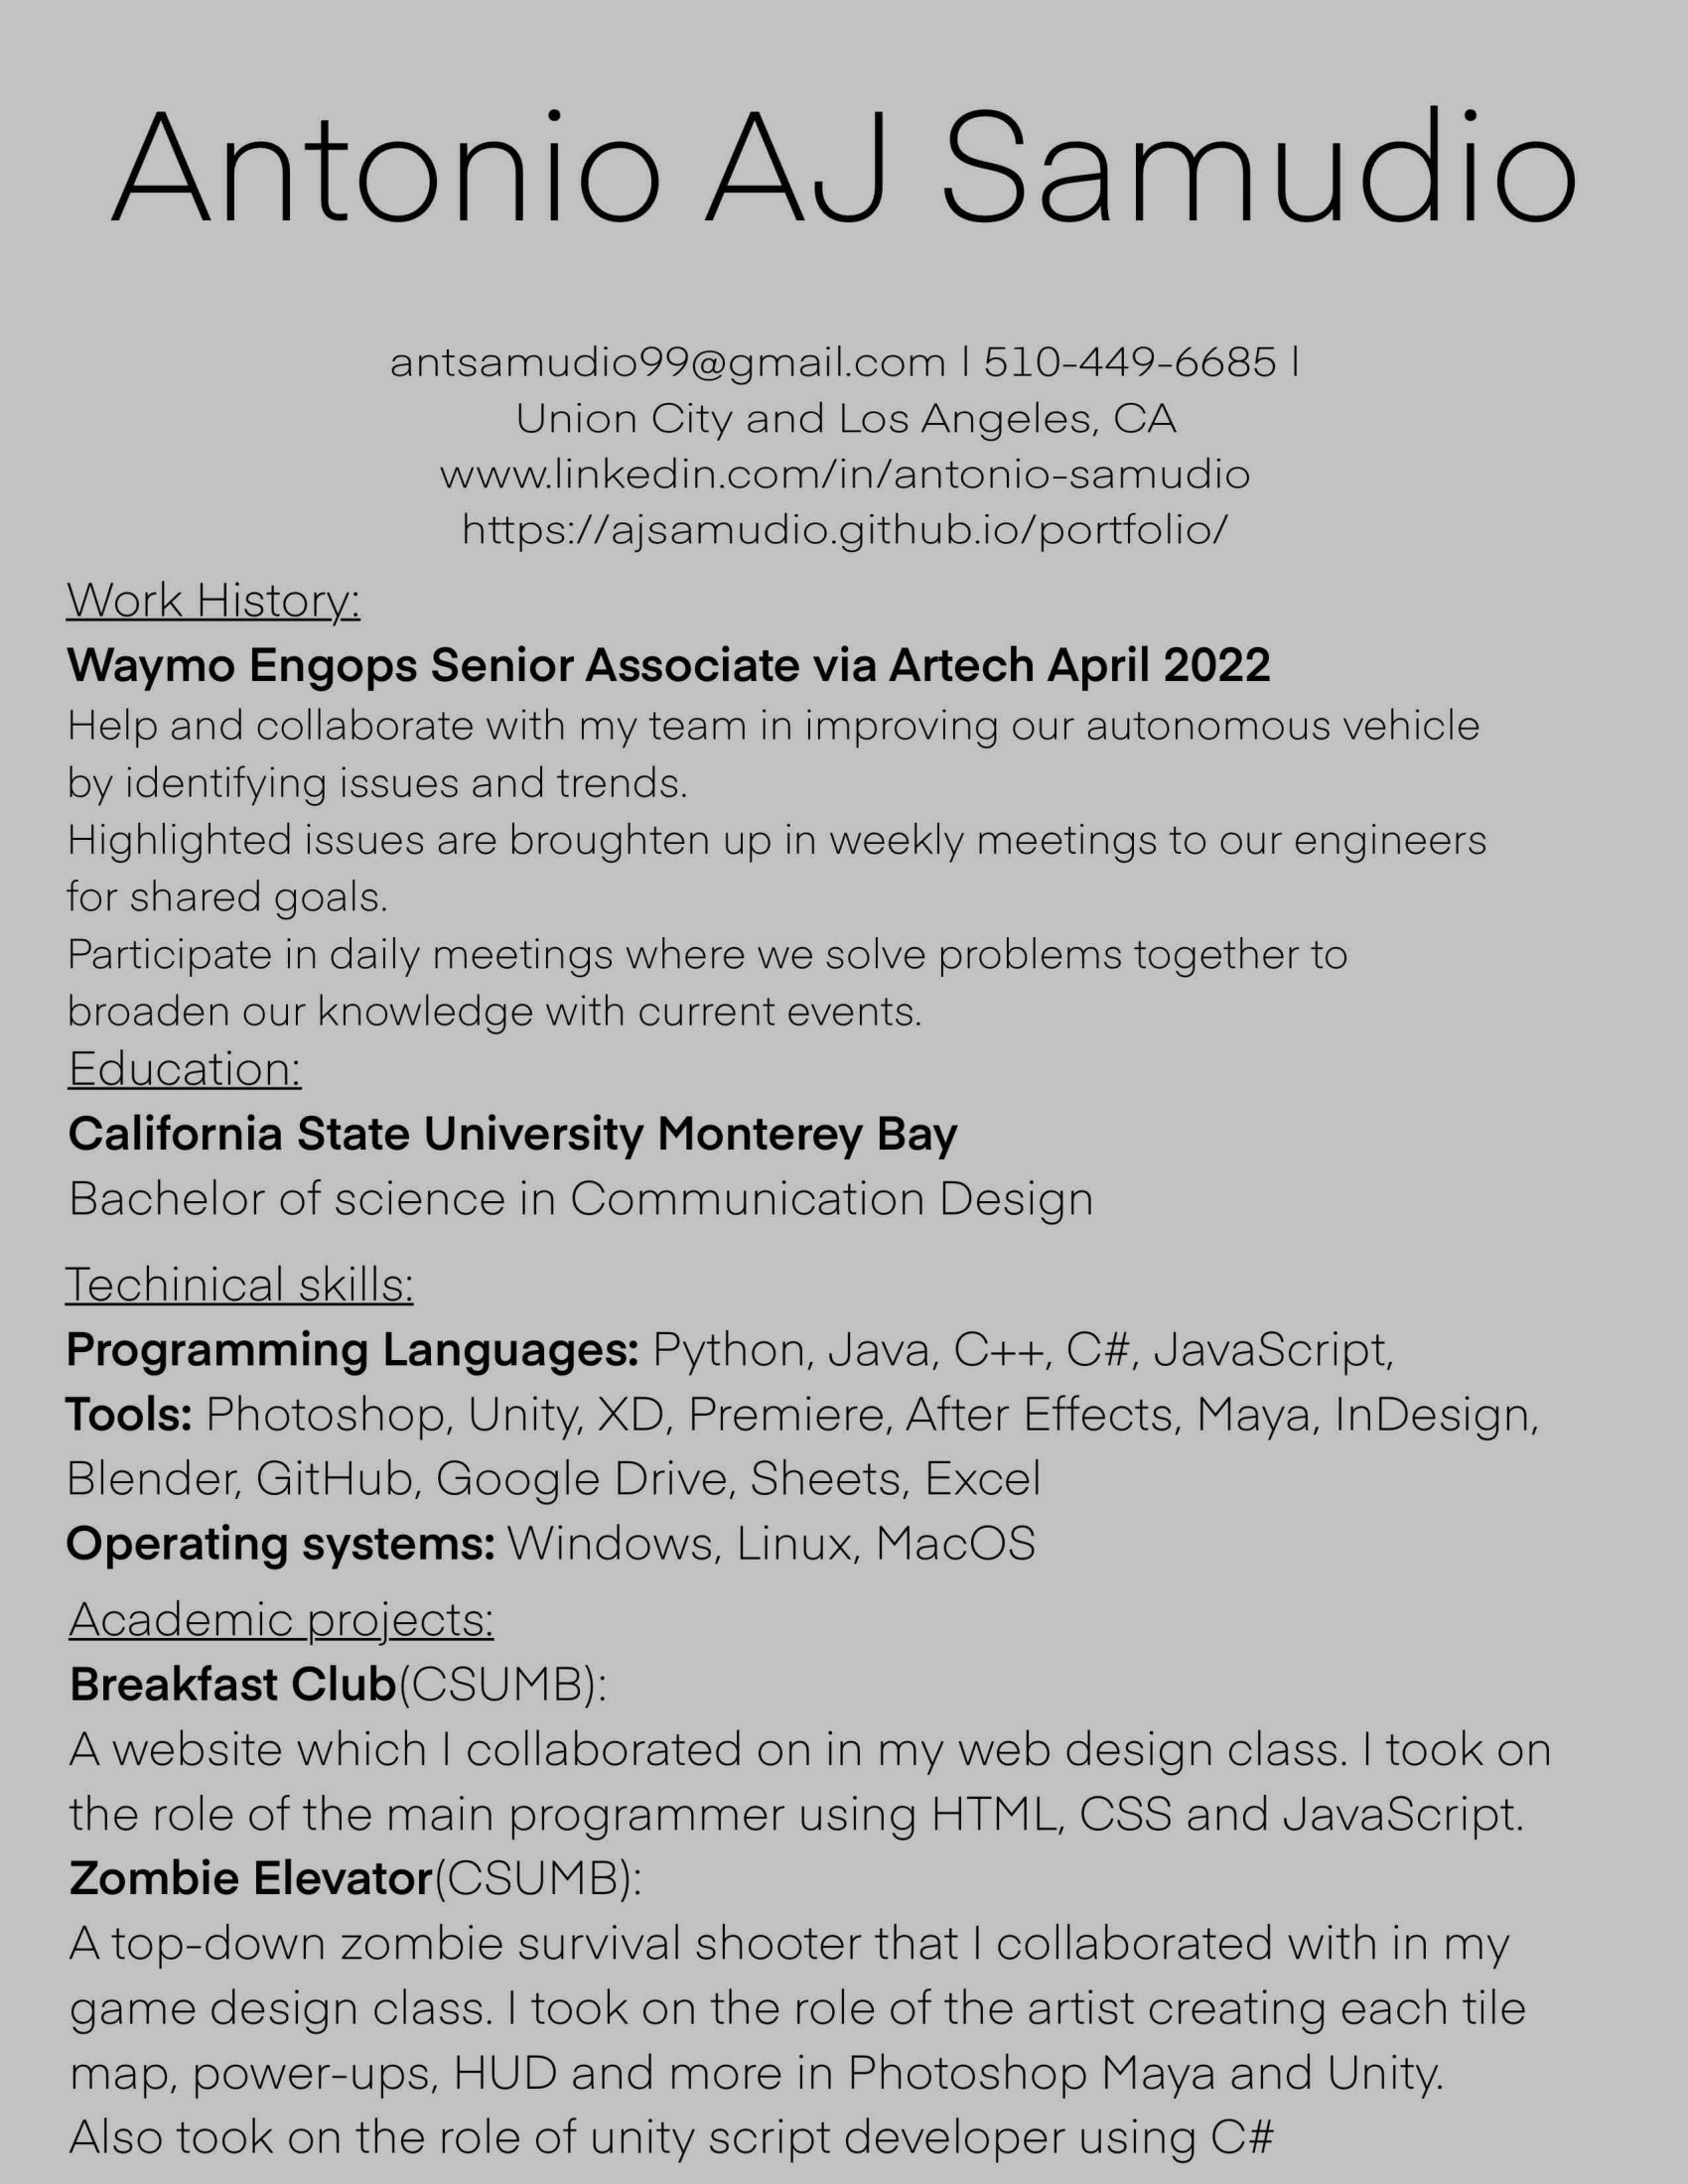 Antonio AJ Samudio
antsamudio99@gmail.com | 510-449-6685 |
Union City and Los Angeles, CA
www.linkedin.com/in/antonio-samudio
https://ajsamudio.github.io/portfolio/
Work History:
Waymo Engops Senior Associate via Artech April 2022
Help and collaborate with my team in improving our autonomous vehicle
by identifying issues and trends.
Highlighted issues are broughten up in weekly meetings to our engineers
for shared goals.
Participate in daily meetings where we solve problems together to
broaden our knowledge with current events.
Education:
California State University Monterey Bay
Bachelor of science in Communication Design
Techinical skills:
Programming Languages: Python, Java, C++, C#, JavaScript,
Tools: Photoshop, Unity, XD, Premiere, After Effects, Maya, InDesign,
Blender, GitHub, Google Drive, Sheets, Excel
Operating systems: Windows, Linux, MacOS
Academic projects:
Breakfast Club(CSUMB):
A website which I collaborated on in my web design class. I took on
the role of the main programmer using HTML, CSS and JavaScript.
Zombie Elevator(CSUMB):
A top-down zombie survival shooter that I collaborated with in my
game design class. I took on the role of the artist creating each tile
map, power-ups, HUD and more in Photoshop Maya and Unity.
Also took on the role of unity script developer using C#